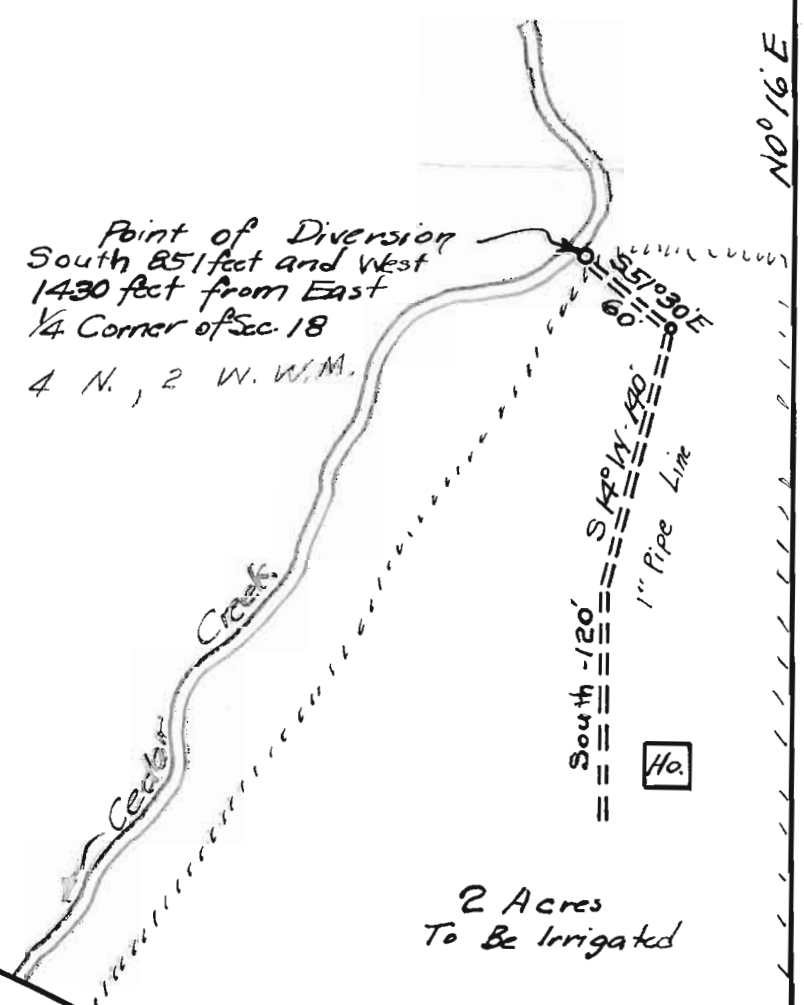 N0°16'E
Point of Diversion
South 851 feet and West
1430 feet from East
1/4 Corner of Sec. 18
4 N., 2 W. W.M.
S51°30'E
60'
S 14° W - 140'
1" Pipe Line
South - 120'
Creek.
Cedar
Ho.
2 Acres
To Be Irrigated